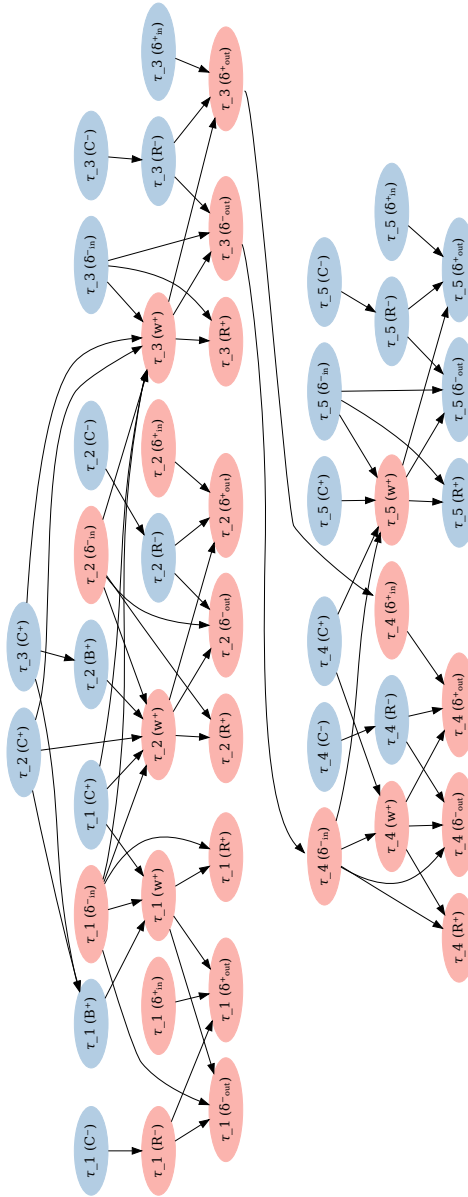 τ_2 (C⁺)
τ_3 (C⁺)
τ_1 (C⁻)
τ_1 (B⁺)
τ_1 (δ⁻in)
τ_1 (C⁺)
τ_2 (B⁺)
τ_2 (δ⁻in)
τ_2 (C⁻)
τ_3 (δ⁻in)
τ_3 (C⁻)
τ_1 (R⁻)
τ_1 (δ⁺in)
τ_1 (w⁺)
τ_2 (w⁺)
τ_2 (R⁻)
τ_2 (δ⁺in)
τ_3 (w⁺)
τ_3 (R⁻)
τ_3 (δ⁺in)
τ_1 (δ⁻out)
τ_1 (δ⁺out)
τ_1 (R⁺)
τ_2 (R⁺)
τ_2 (δ⁻out)
τ_2 (δ⁺out)
τ_3 (R⁺)
τ_3 (δ⁻out)
τ_3 (δ⁺out)
τ_4 (δ⁻in)
τ_4 (C⁻)
τ_4 (C⁺)
τ_5 (C⁺)
τ_5 (δ⁻in)
τ_5 (C⁻)
τ_4 (w⁺)
τ_4 (R⁻)
τ_4 (δ⁺in)
τ_5 (w⁺)
τ_5 (R⁻)
τ_5 (δ⁺in)
τ_4 (R⁺)
τ_4 (δ⁻out)
τ_4 (δ⁺out)
τ_5 (R⁺)
τ_5 (δ⁻out)
τ_5 (δ⁺out)